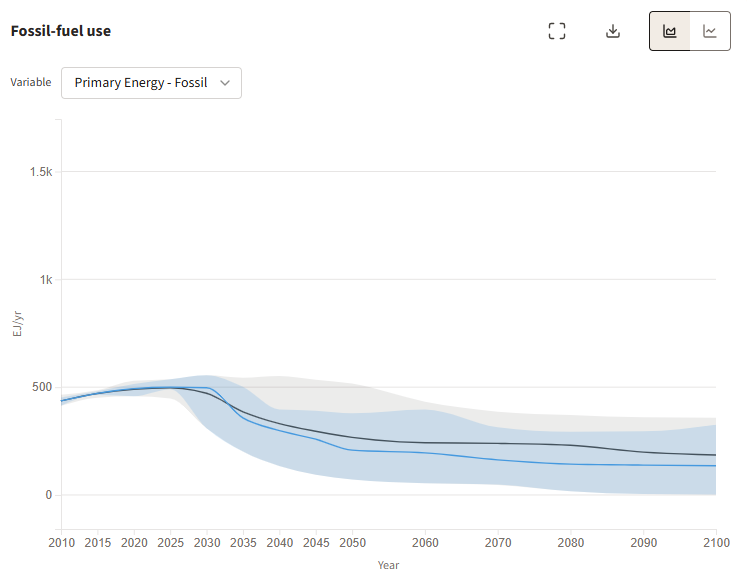 Fossil-fuel use
Variable
Primary Energy - Fossil
1.5k
1k
500
0
EJ/yr
2010 2015 2020 2025 2030 2035 2040 2045 2050 2060 2070 2080 2090 2100
Year